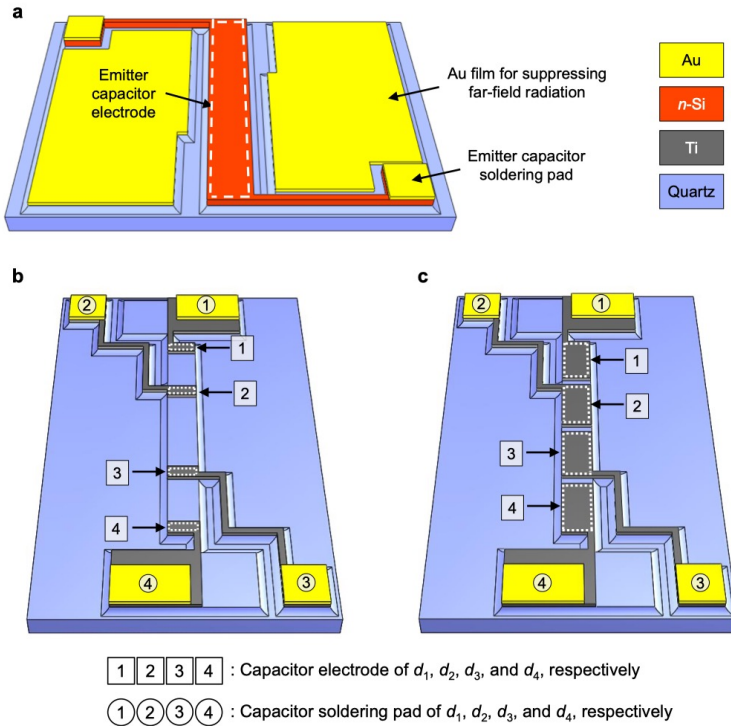 a
Emitter
capacitor
electrode
Au film for suppressing
far-field radiation
Emitter capacitor
soldering pad
Au
n-Si
Ti
Quartz
b
2
1
1
2
3
4
4
3
c
2
1
1
2
3
4
4
3
1 2 3 4 : Capacitor electrode of d1, d2, d3, and d4, respectively
1 2 3 4 : Capacitor soldering pad of d1, d2, d3, and d4, respectively